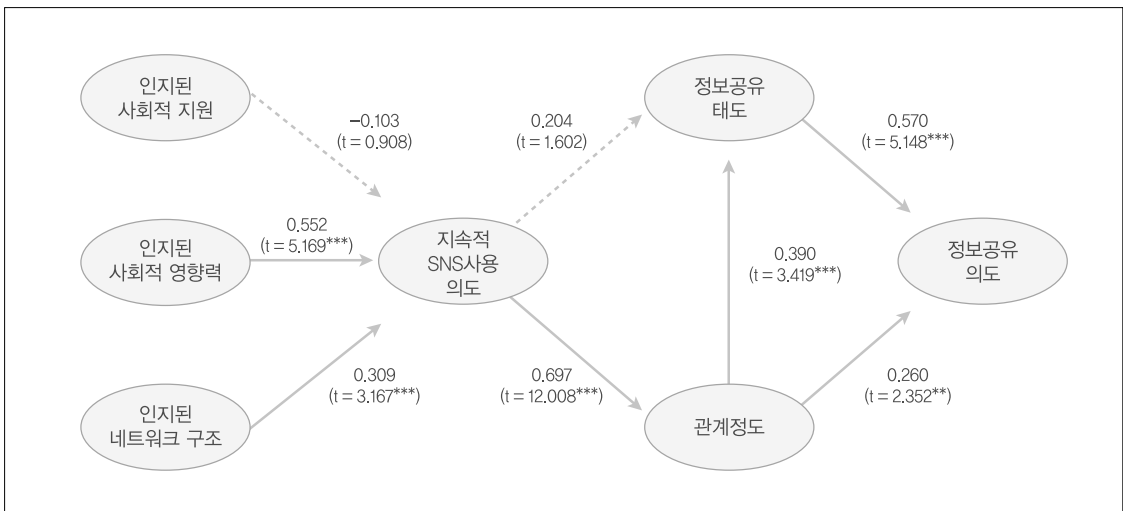 인지된
사회적 지원
-0.103
(t = 0.908)
0.204
(t = 1.602)
정보공유
태도
0.570
(t = 5.148***)
인지된
사회적 영향력
0.552
(t = 5.169***)
지속적
SNS사용
의도
0.390
(t = 3.419***)
정보공유
의도
인지된
네트워크 구조
0.309
(t = 3.167***)
0.697
(t = 12.008***)
관계정도
0.260
(t = 2.352**)